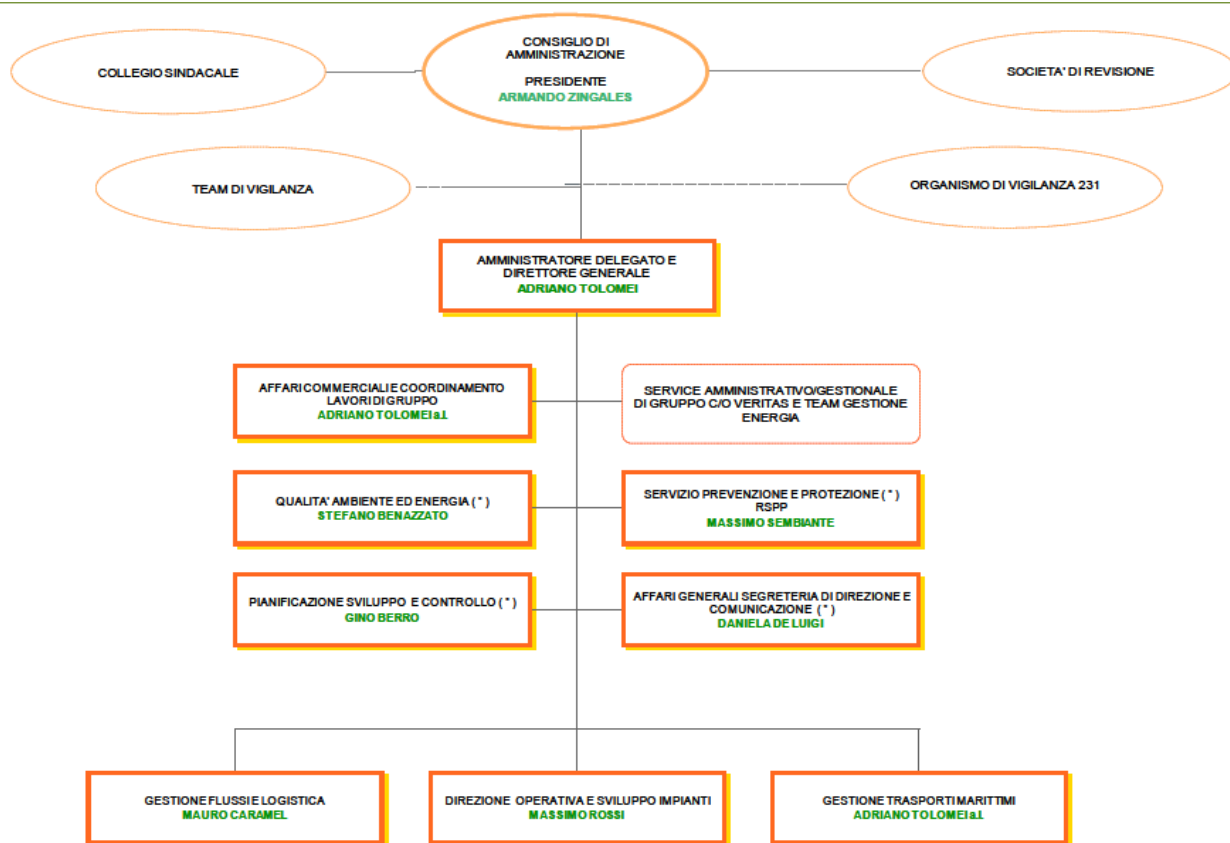 CONSIGLIO DI
AMMINISTRAZIONE
PRESIDENTE
ARMANDO ZINGALES
COLLEGIO SINDACALE
SOCIETA' DI REVISIONE
TEAM DI VIGILANZA
ORGANISMO DI VIGILANZA 231
AMMINISTRATORE DELEGATO E
DIRETTORE GENERALE
ADRIANO TOLOMEI
AFFARI COMMERCIALI E COORDINAMENTO
LAVORI DI GRUPPO
ADRIANO TOLOMEI a.I.
SERVICE AMMINISTRATIVO/GESTIONALE
DI GRUPPO C/O VERITAS E TEAM GESTIONE
ENERGIA
QUALITA' AMBIENTE ED ENERGIA ( * )
STEFANO BENAZZATO
SERVIZIO PREVENZIONE E PROTEZIONE ( * )
RSPP
MASSIMO SEMBIANTE
PIANIFICAZIONE SVILUPPO E CONTROLLO ( * )
GINO BERRO
AFFARI GENERALI SEGRETERIA DI DIREZIONE E
COMUNICAZIONE ( * )
DANIELA DE LUIGI
GESTIONE FLUSSI E LOGISTICA
MAURO CARAMEL
DIREZIONE OPERATIVA E SVILUPPO IMPIANTI
MASSIMO ROSSI
GESTIONE TRASPORTI MARITTIMI
ADRIANO TOLOMEI a.I.